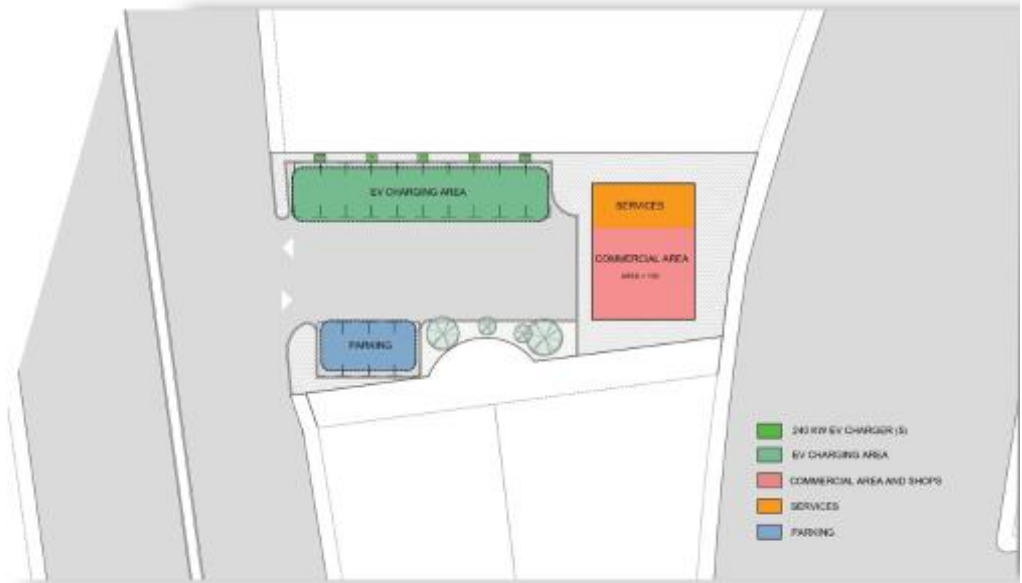 EV CHARGING AREA
SERVICES
COMMERCIAL AREA
PARKING
240 KW EV CHARGER (5)
EV CHARGING AREA
COMMERCIAL AREA AND SHOPS
SERVICES
PARKING